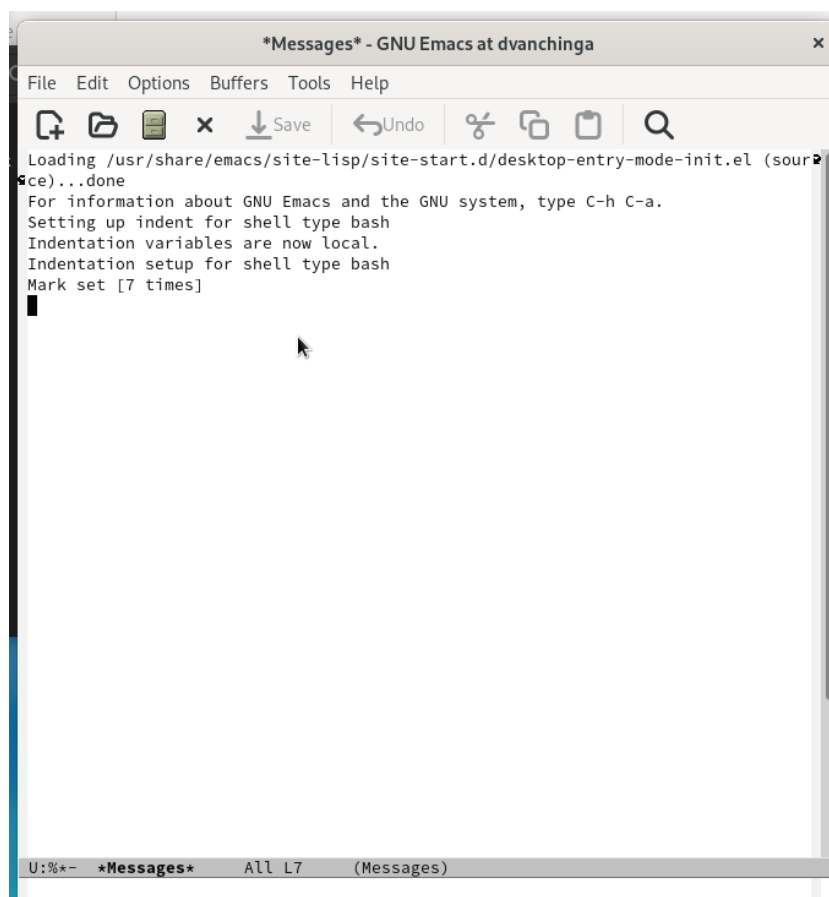 *Messages* - GNU Emacs at dvanchinga
File Edit Options Buffers Tools Help
Save Undo
Loading /usr/share/emacs/site-lisp/site-start.d/desktop-entry-mode-init.el (sour
ce)...done
For information about GNU Emacs and the GNU system, type C-h C-a.
Setting up indent for shell type bash
Indentation variables are now local.
Indentation setup for shell type bash
Mark set [7 times]
U:%*- *Messages* All L7 (Messages)